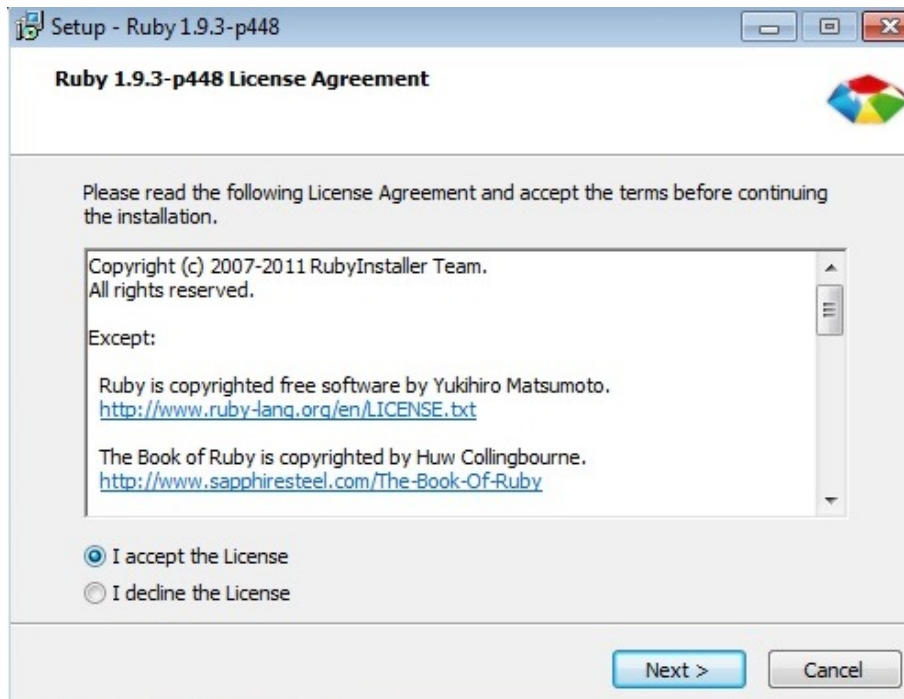 Setup - Ruby 1.9.3-p448
Ruby 1.9.3-p448 License Agreement
Please read the following License Agreement and accept the terms before continuing
the installation.
Copyright (c) 2007-2011 RubyInstaller Team.
All rights reserved.
Except:
Ruby is copyrighted free software by Yukihiro Matsumoto.
http://www.ruby-lang.org/en/LICENSE.txt
The Book of Ruby is copyrighted by Huw Collingbourne.
http://www.sapphiresteel.com/The-Book-Of-Ruby
I accept the License
I decline the License
Next >
Cancel